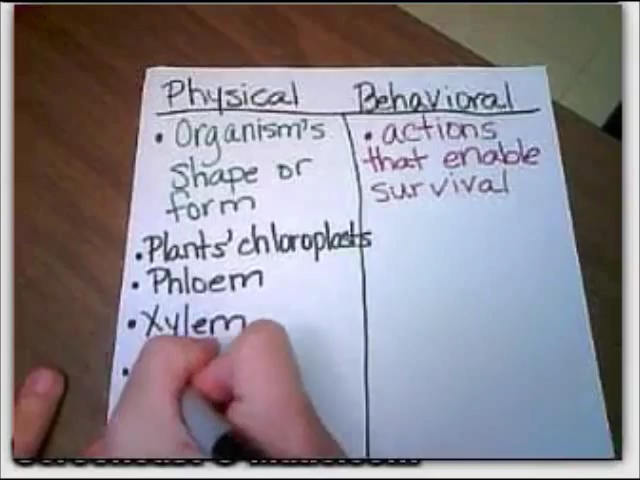 Physical Behavioral
• Organism's
shape or
form
• actions
that enable
survival
• Plants' chloroplasts
• Phloem
• Xylem
•